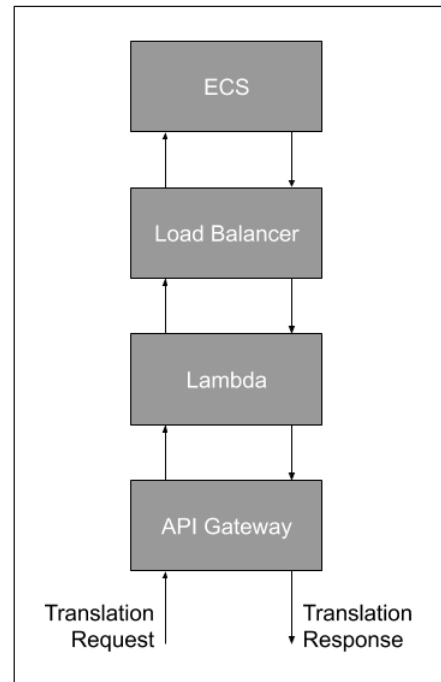 ECS
Load Balancer
Lambda
API Gateway
Translation
Request
Translation
Response